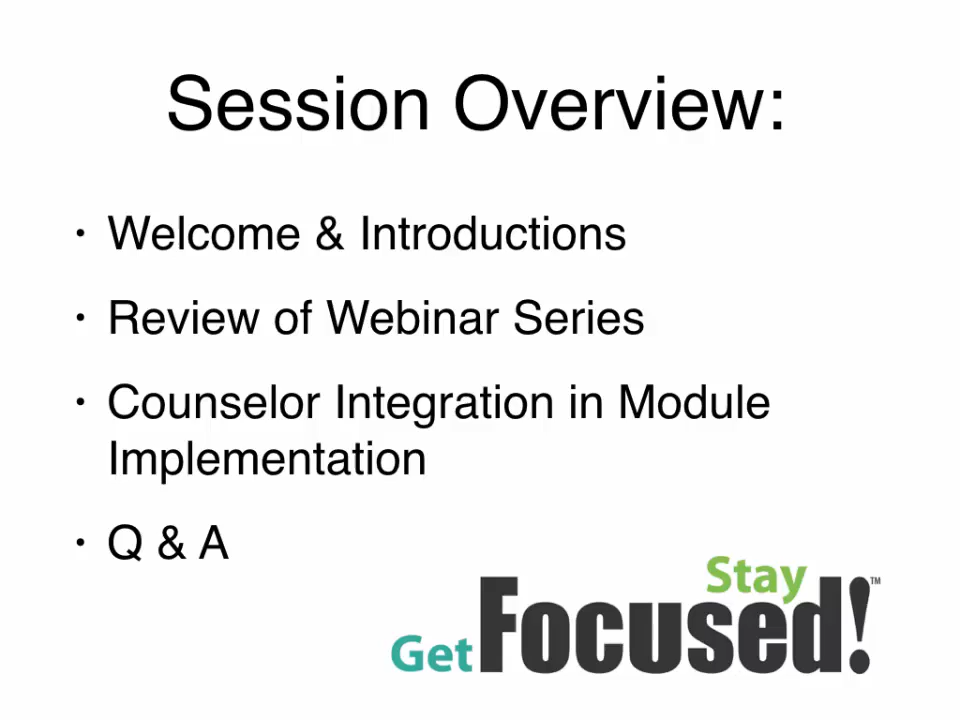 Session Overview:
• Welcome & Introductions
• Review of Webinar Series
• Counselor Integration in Module
Implementation
• Q & A
Stay
Get Focused!™